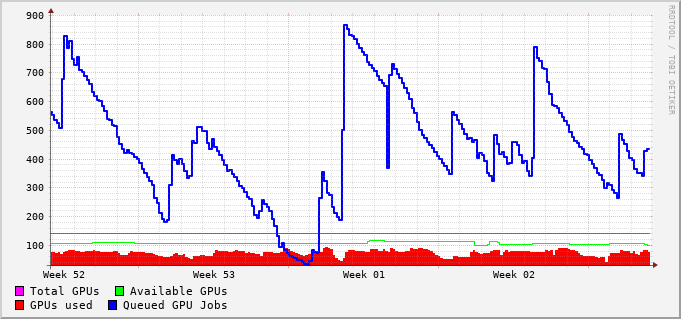 900
800
700
600
500
400
300
200
100
Week 52 Week 53 Week 01 Week 02
Total GPUs Available GPUs
GPUs used Queued GPU Jobs
RRDTOOL / TOBI OETIKER